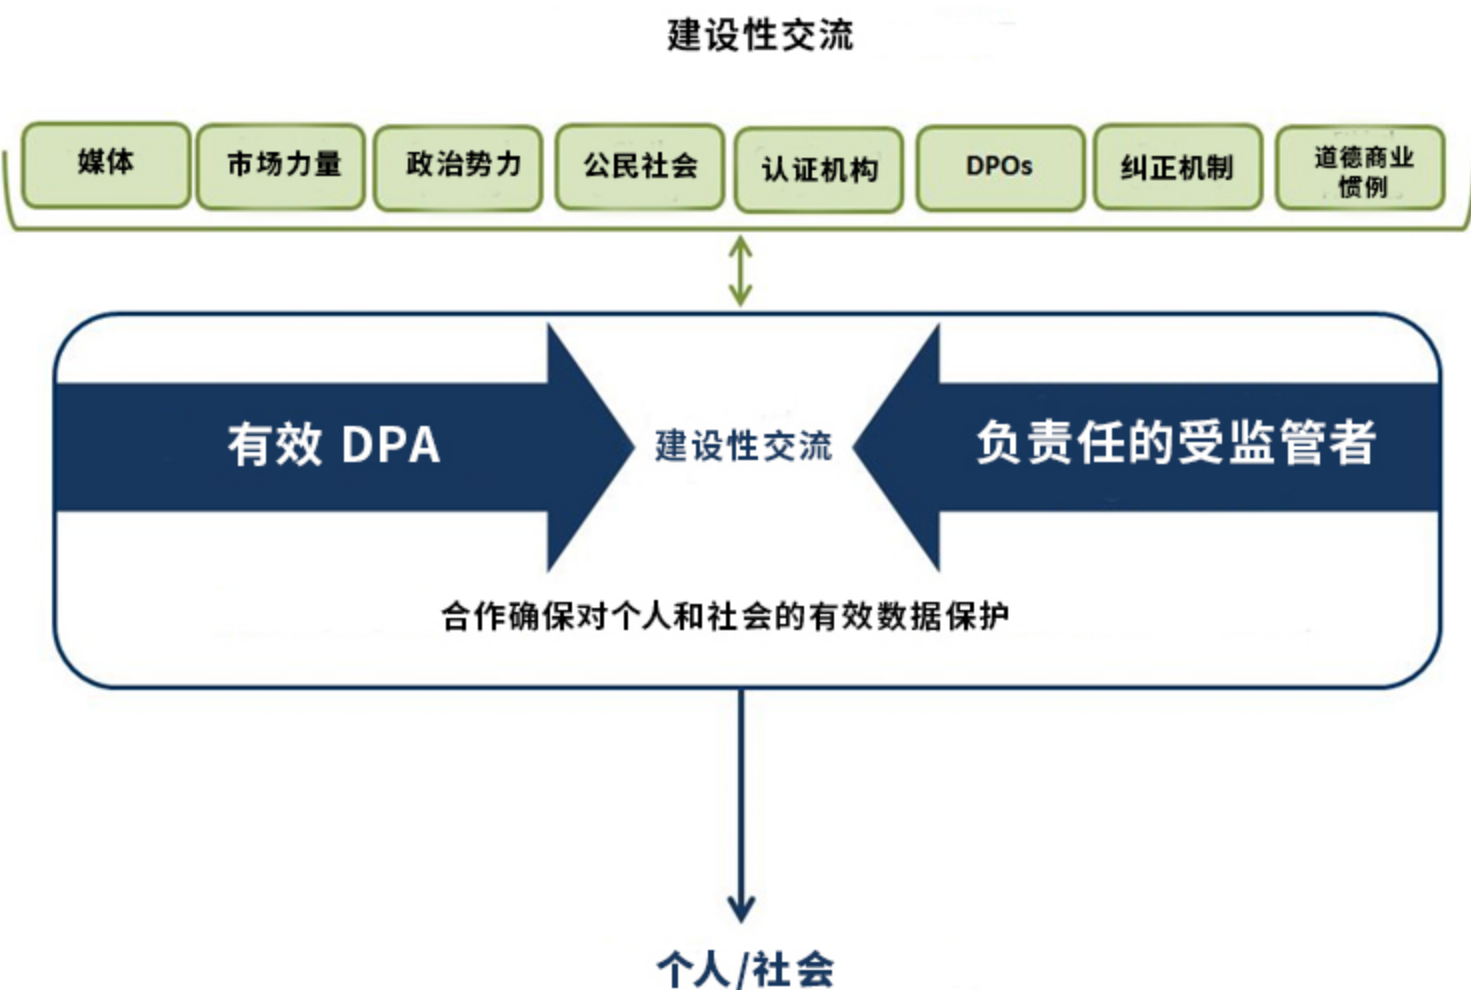 建设性交流
媒体
市场力量
政治势力
公民社会
认证机构
DPOs
纠正机制
道德商业
惯例
有效 DPA
建设性交流
负责任的受监管者
合作确保对个人和社会的有效数据保护
个人/社会